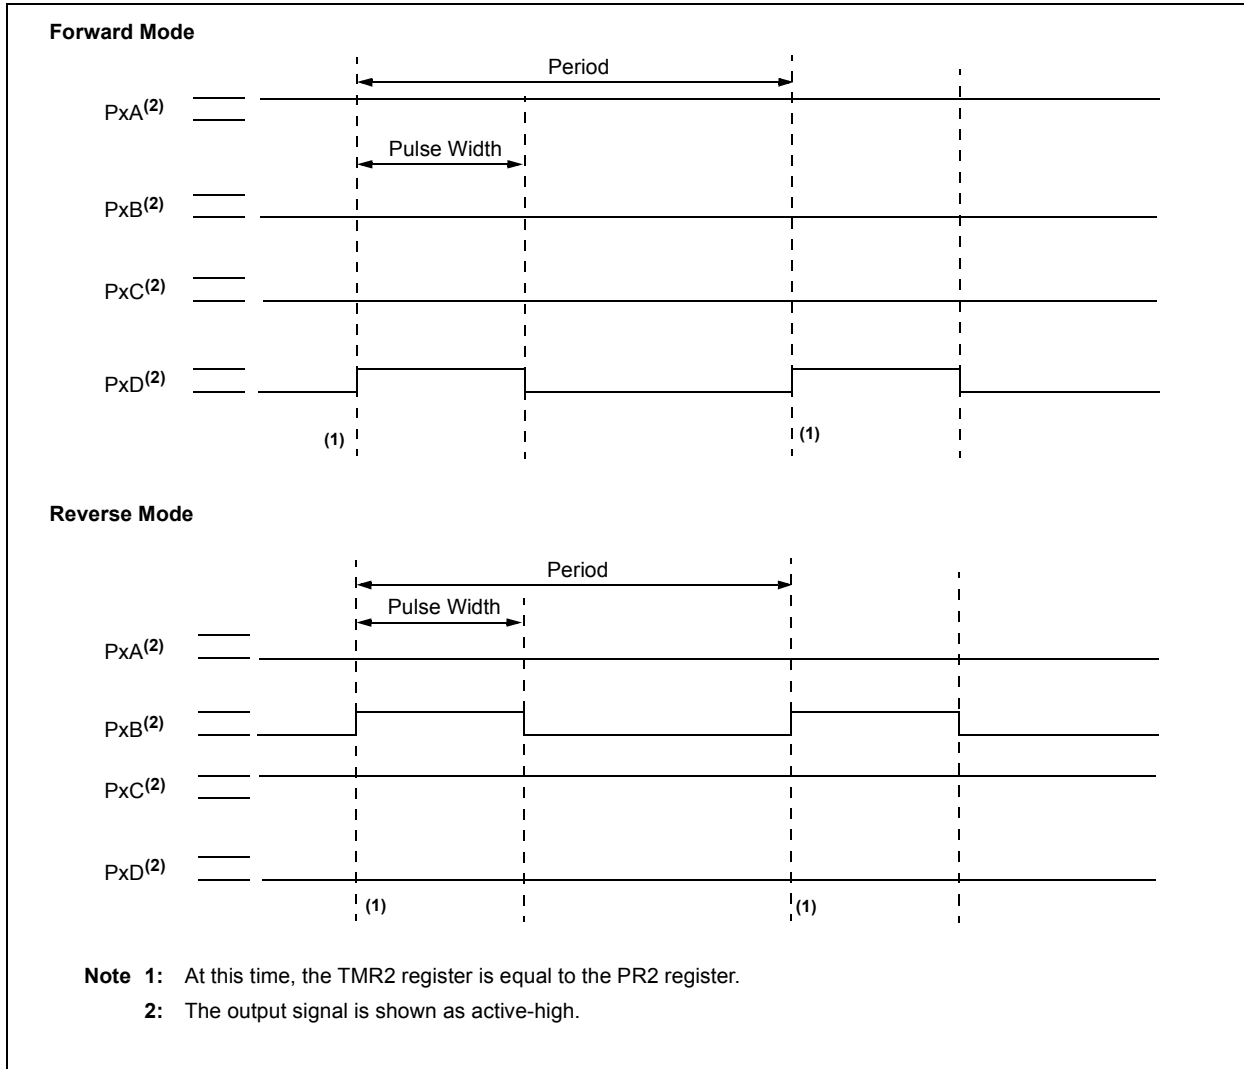 Forward Mode
Period
PxA(2)
Pulse Width
PxB(2)
PxC(2)
PxD(2)
(1) (1)
Reverse Mode
Period
Pulse Width
PxA(2)
PxB(2)
PxC(2)
PxD(2)
(1) (1)
Note 1: At this time, the TMR2 register is equal to the PR2 register.
2: The output signal is shown as active-high.